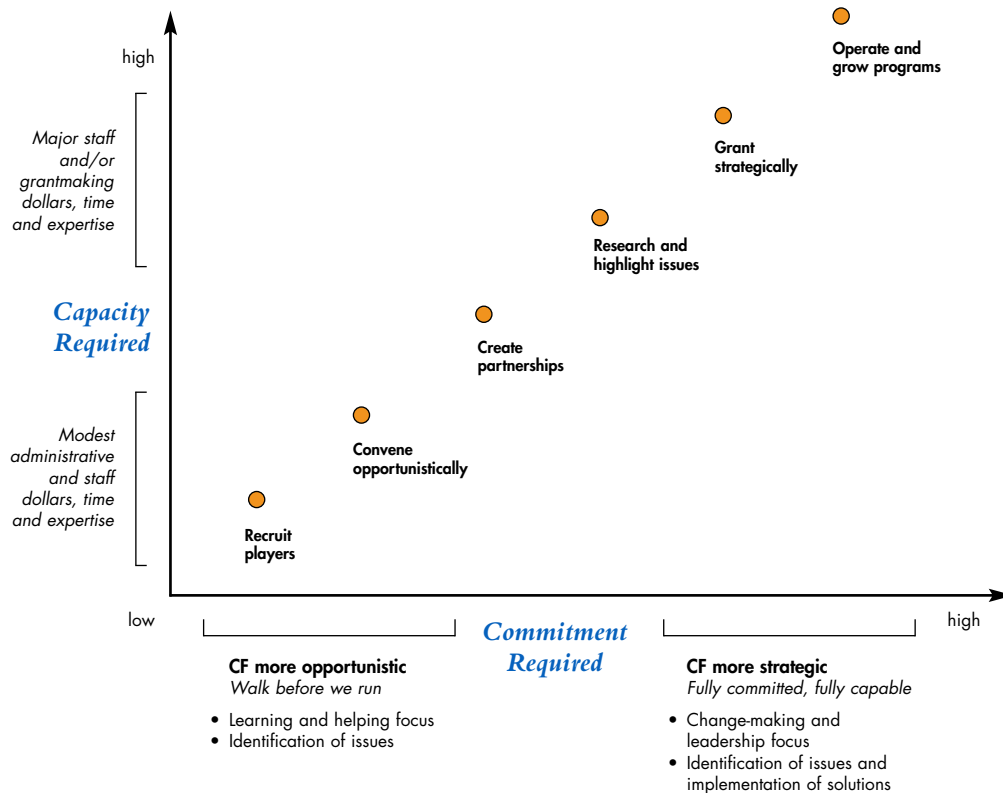 high
Major staff
and/or
grantmaking
dollars, time
and expertise
Capacity
Required
Modest
administrative
and staff
dollars, time
and expertise
low
Operate and
grow programs
Grant
strategically
Research and
highlight issues
Create
partnerships
Convene
opportunistically
Recruit
players
Commitment
Required
high
CF more opportunistic
Walk before we run
• Learning and helping focus
• Identification of issues
CF more strategic
Fully committed, fully capable
• Change-making and
leadership focus
• Identification of issues and
implementation of solutions